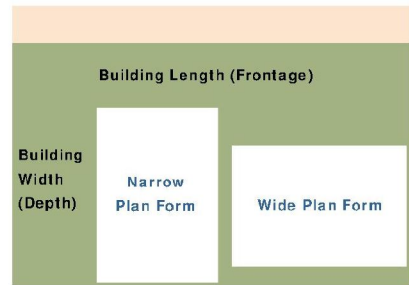 Building Length (Frontage)
Building
Width
(Depth)
Narrow
Plan Form
Wide Plan Form